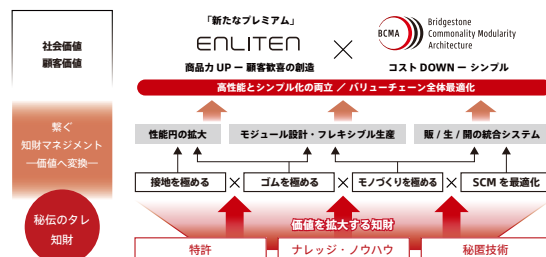 社会価値
顧客価値
繋ぐ
知財マネジメント
―価値へ変換―
秘伝のタレ
知財
「新たなプレミアム」
ENLITEN
商品力 UP ー 顧客歓喜の創造
×
BCMA
Bridgestone
Commonality Modularity
Architecture
コスト DOWN ー シンプル
高性能とシンプル化の両立 ／ バリューチェーン全体最適化
性能円の拡大
モジュール設計・フレキシブル生産
販 / 生 / 開の統合システム
接地を極める × ゴムを極める × モノづくりを極める × SCM を最適化
価値を拡大する知財
特許
ナレッジ・ノウハウ
秘匿技術